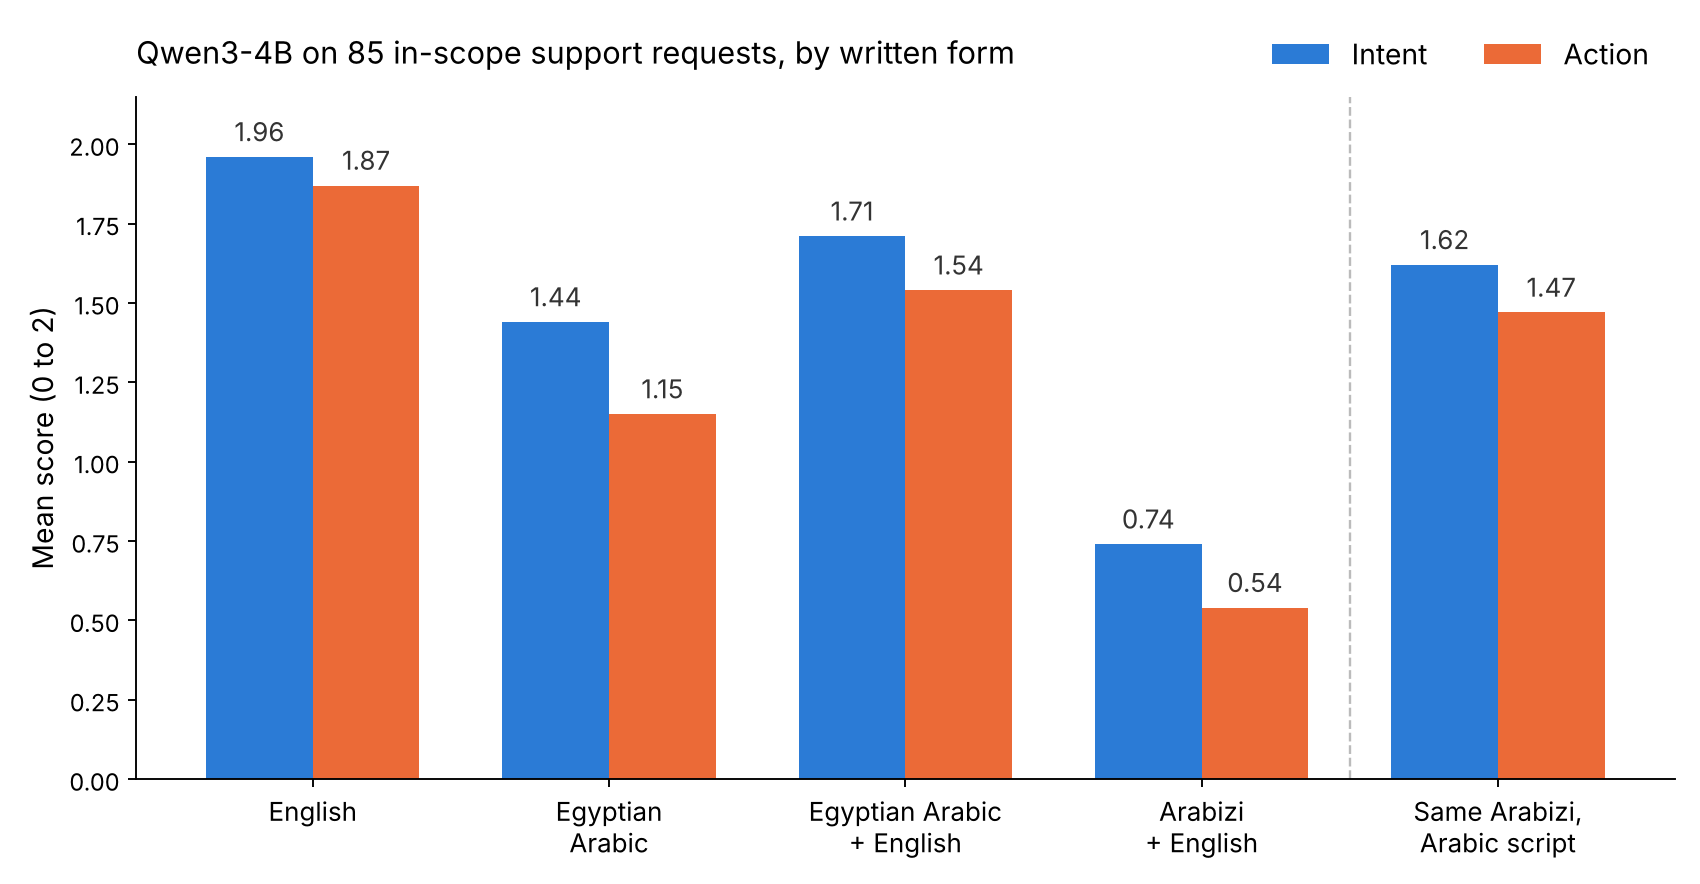 Qwen3-4B on 85 in-scope support requests, by written form
Intent
Action
Mean score (0 to 2)
2.00
1.75
1.50
1.25
1.00
0.75
0.50
0.25
0.00
1.96
1.87
1.44
1.15
1.71
1.54
0.74
0.54
1.62
1.47
English
Egyptian
Arabic
Egyptian Arabic
+ English
Arabizi
+ English
Same Arabizi,
Arabic script